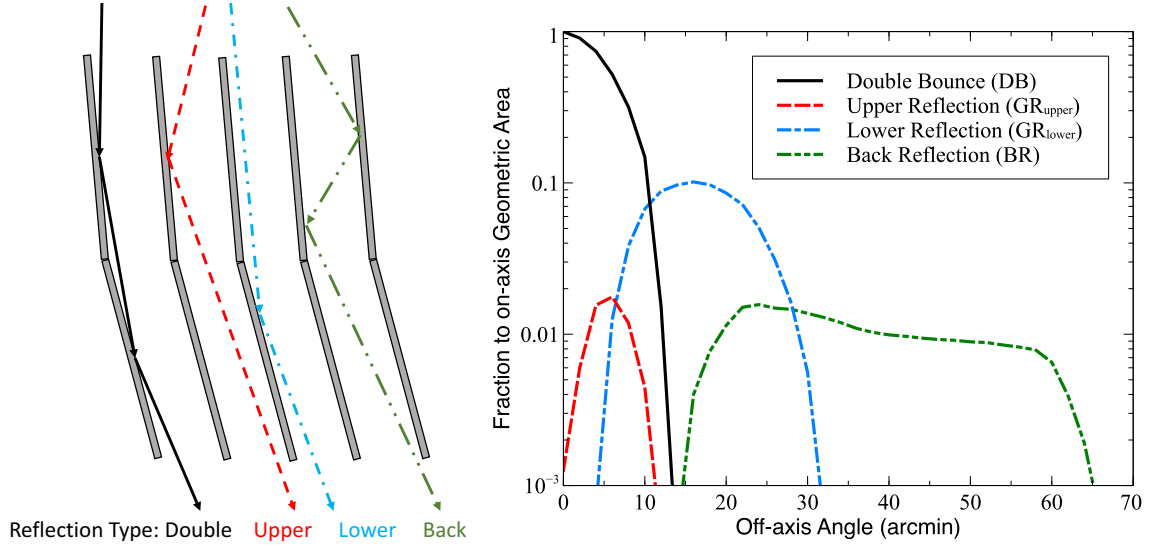 Reflection Type: Double Upper Lower Back
Fraction to on-axis Geometric Area
1
0.1
0.01
10⁻³
0 10 20 30 40 50 60 70
Off-axis Angle (arcmin)
Double Bounce (DB)
Upper Reflection (GRupper)
Lower Reflection (GRlower)
Back Reflection (BR)